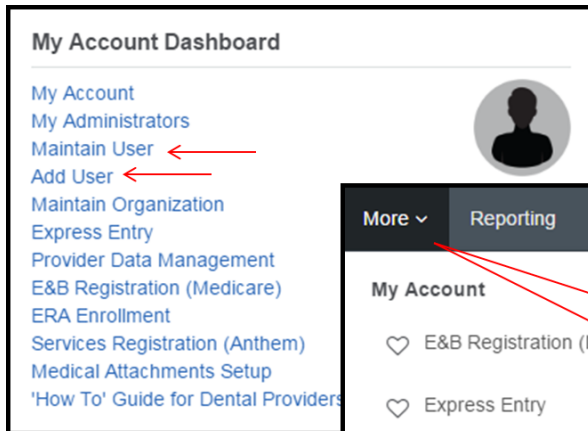 My Account Dashboard
My Account
My Administrators
Maintain User
Add User
Maintain Organization
Express Entry
Provider Data Management
E&B Registration (Medicare)
ERA Enrollment
Services Registration (Anthem)
Medical Attachments Setup
'How To' Guide for Dental Providers
More Reporting
My Account
E&B Registration (
Express Entry